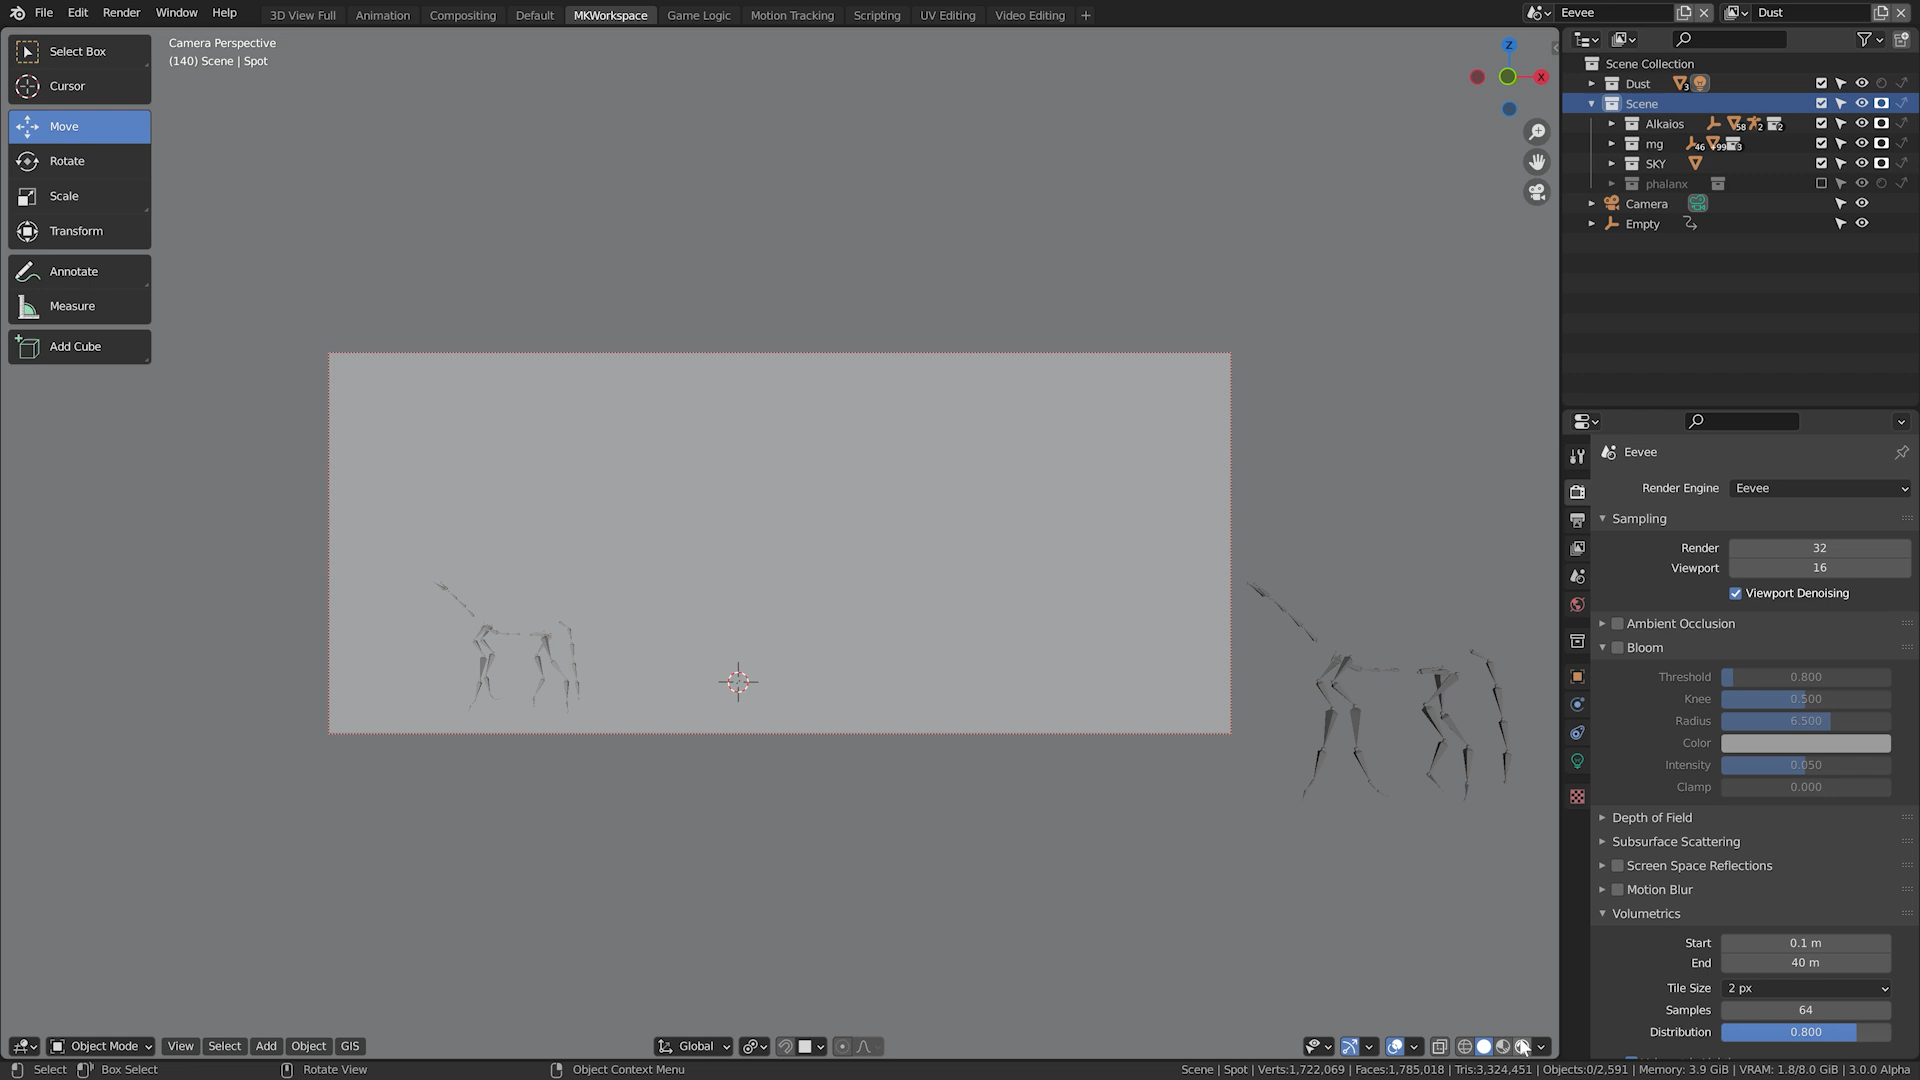 File Edit Render Window Help 3D View Full Animation Compositing Default MKWorkspace Game Logic Motion Tracking Scripting UV Editing Video Editing + Eevee Dust
Select Box
Cursor
Move
Rotate
Scale
Transform
Annotate
Measure
Add Cube
Camera Perspective
(140) Scene | Spot
Z
X
Scene Collection
Dust 3
Scene
Alkaios 58 2 2
mg 46 +99 3
SKY
phalanx
Camera
Empty
Eevee
Render Engine Eevee
Sampling
Render 32
Viewport 16
Viewport Denoising
Ambient Occlusion
Bloom
Threshold 0.800
Knee 0.500
Radius 6.500
Color
Intensity 0.050
Clamp 0.000
Depth of Field
Subsurface Scattering
Screen Space Reflections
Motion Blur
Volumetrics
Start 0.1 m
End 40 m
Tile Size 2 px
Samples 64
Distribution 0.800
Object Mode View Select Add Object GIS Global
Select Box Select Rotate View Object Context Menu Scene | Spot | Verts:1,722,069 | Faces:1,785,018 | Tris:3,324,451 | Objects:0/2,591 | Memory: 3.9 GiB | VRAM: 1.8/8.0 GiB | 3.0.0 Alpha